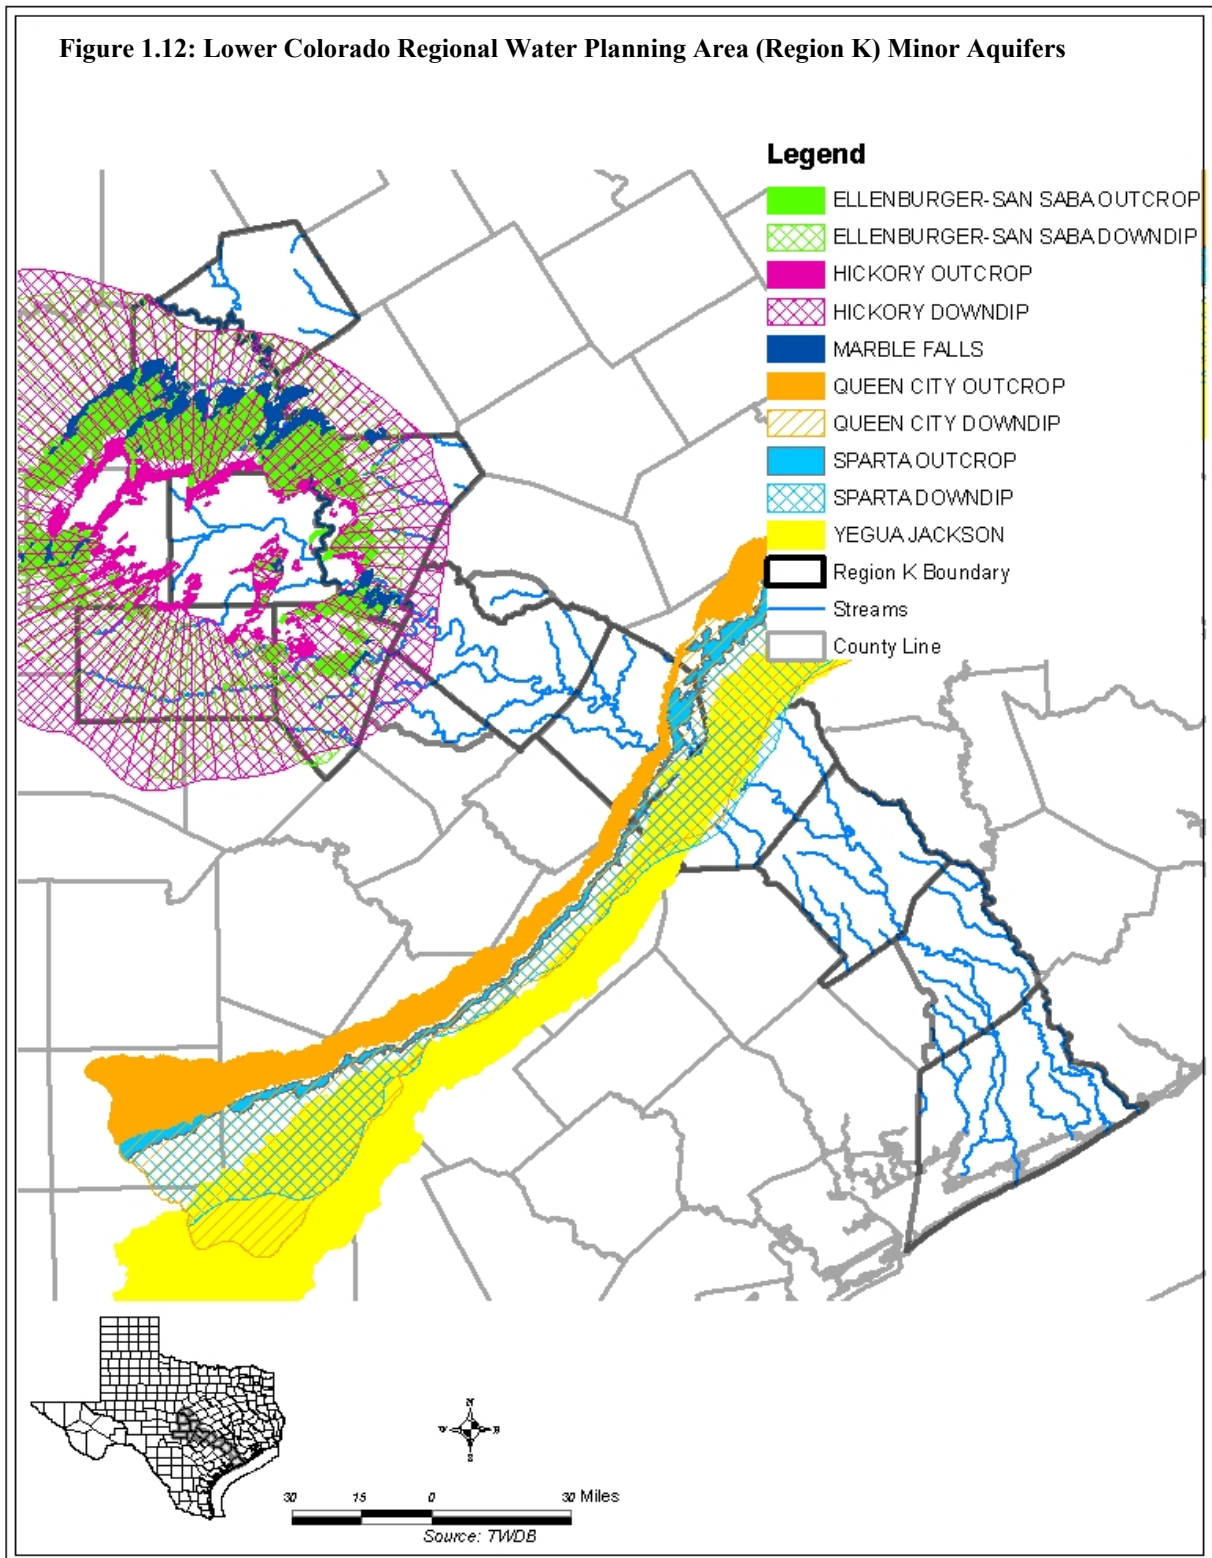 Figure 1.12: Lower Colorado Regional Water Planning Area (Region K) Minor Aquifers
Legend
ELLENBURGER-SAN SABA OUTCROP
ELLENBURGER-SAN SABA DOWNDIP
HICKORY OUTCROP
HICKORY DOWNDIP
MARBLE FALLS
QUEEN CITY OUTCROP
QUEEN CITY DOWNDIP
SPARTA OUTCROP
SPARTA DOWNDIP
YEGUA JACKSON
Region K Boundary
Streams
County Line
N
W E
S
30 15 0 30 Miles
Source: TWDB